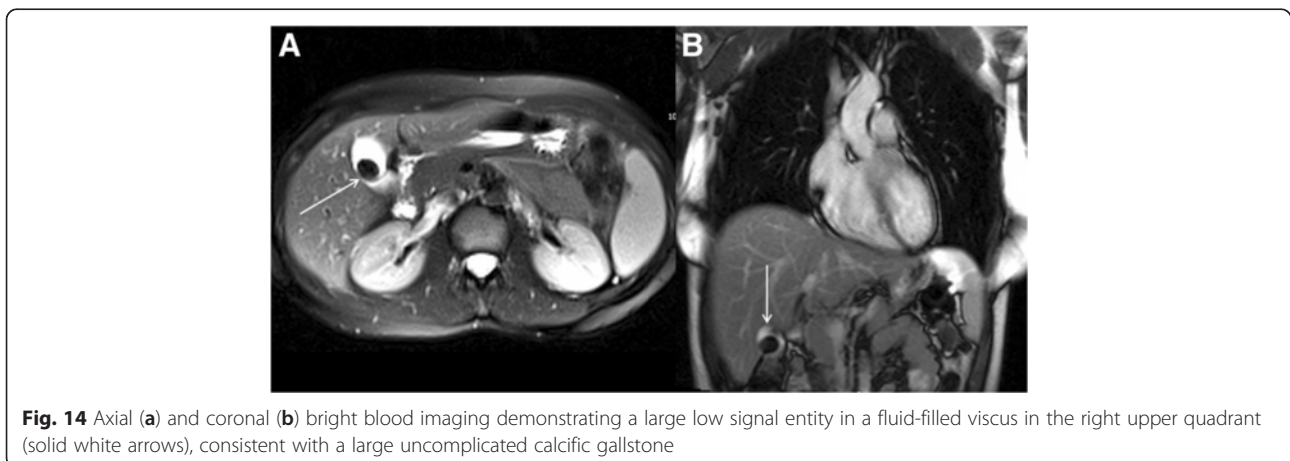 A
B
10
Fig. 14 Axial (a) and coronal (b) bright blood imaging demonstrating a large low signal entity in a fluid-filled viscus in the right upper quadrant
(solid white arrows), consistent with a large uncomplicated calcific gallstone